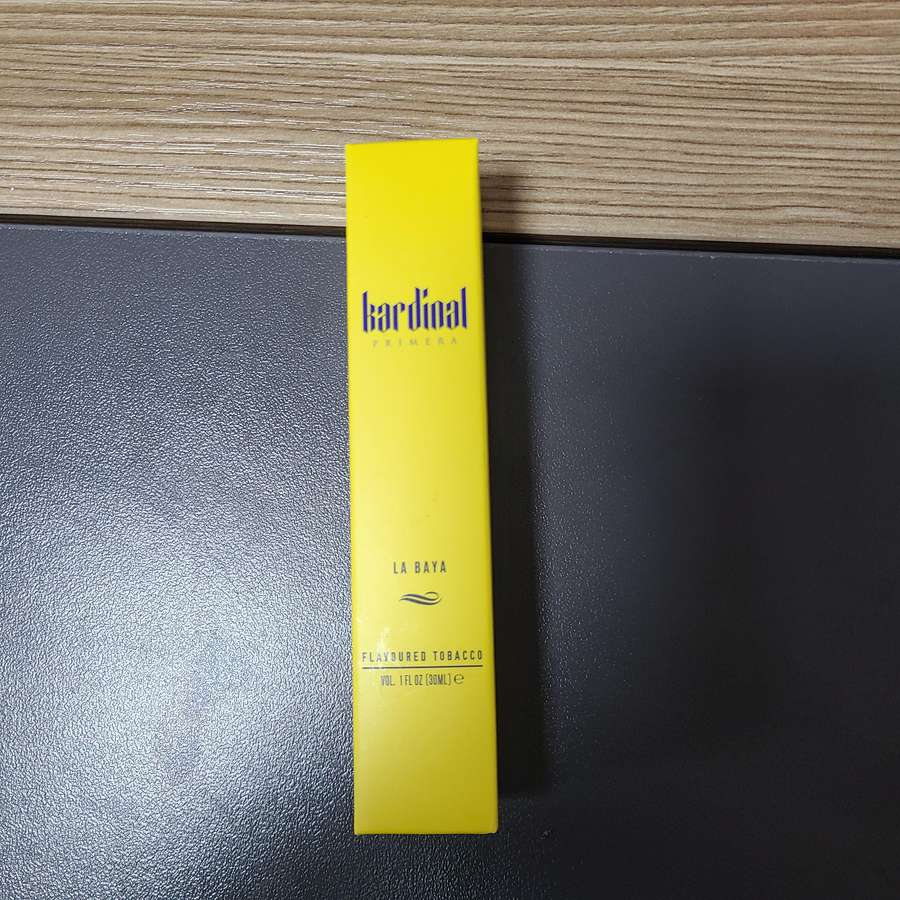 kardinal
PRIMERA
LA BAYA
FLAVOURED TOBACCO
VOL. 1 FL OZ (30ML) ℮